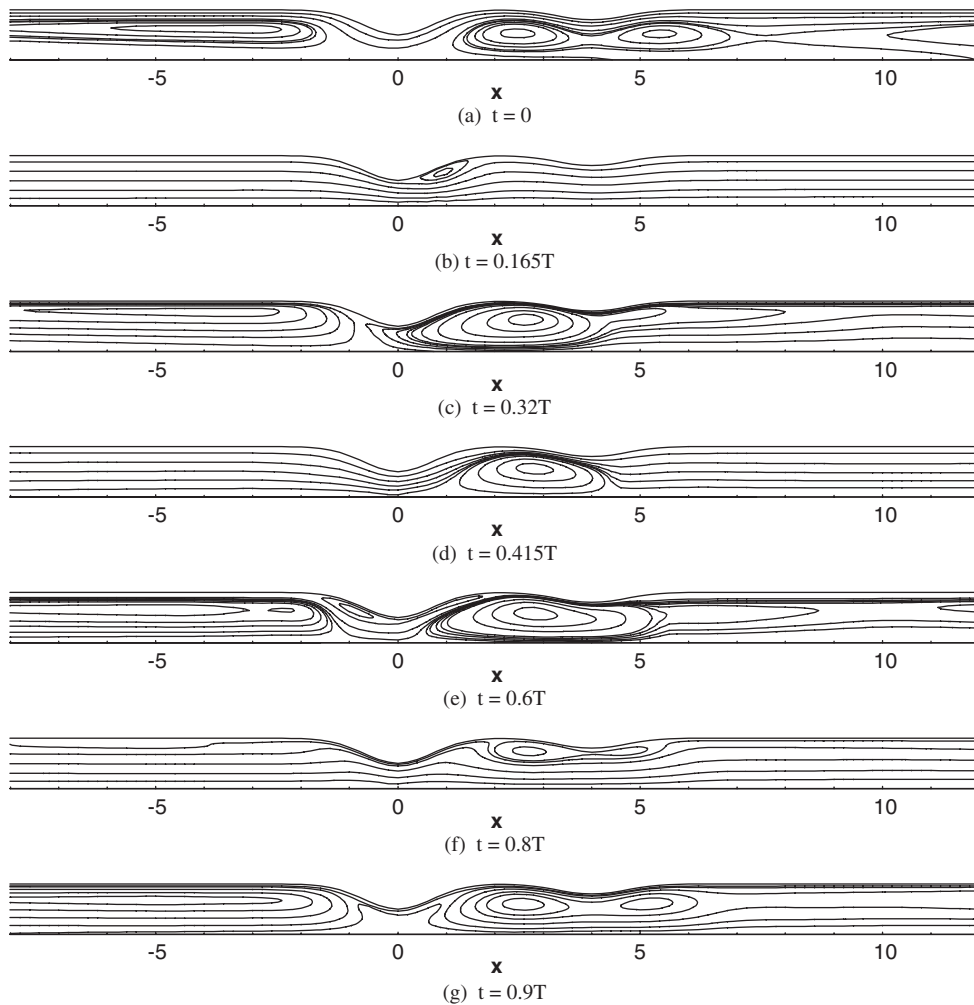 -5 0 5 10
x
(a) t = 0
-5 0 5 10
x
(b) t = 0.165T
-5 0 5 10
x
(c) t = 0.32T
-5 0 5 10
x
(d) t = 0.415T
-5 0 5 10
x
(e) t = 0.6T
-5 0 5 10
x
(f) t = 0.8T
-5 0 5 10
x
(g) t = 0.9T